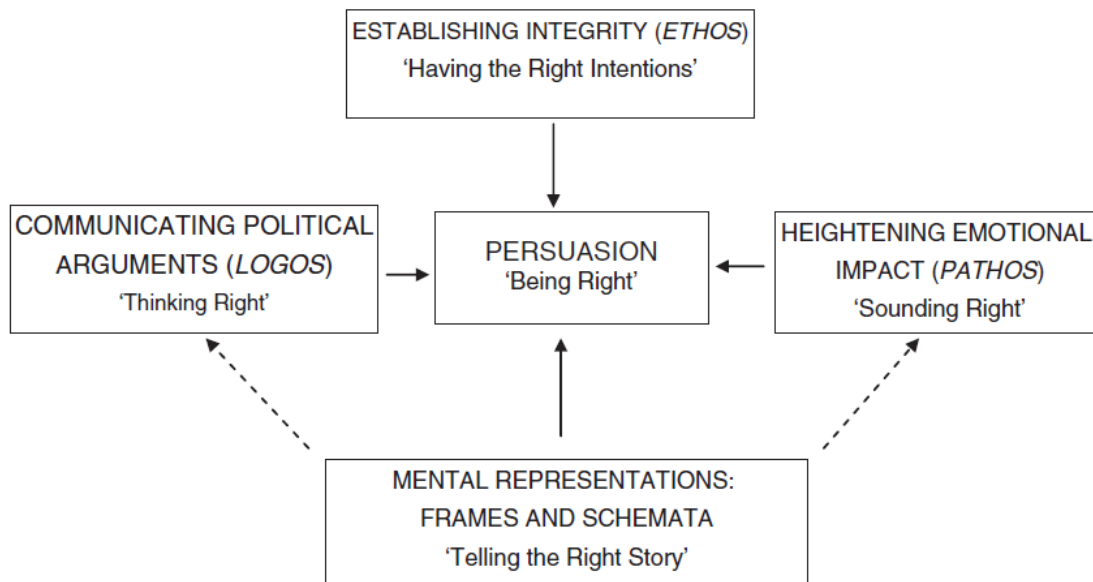 ESTABLISHING INTEGRITY (ETHOS)
‘Having the Right Intentions’
COMMUNICATING POLITICAL
ARGUMENTS (LOGOS)
‘Thinking Right’
PERSUASION
‘Being Right’
HEIGHTENING EMOTIONAL
IMPACT (PATHOS)
‘Sounding Right’
MENTAL REPRESENTATIONS:
FRAMES AND SCHEMATA
‘Telling the Right Story’